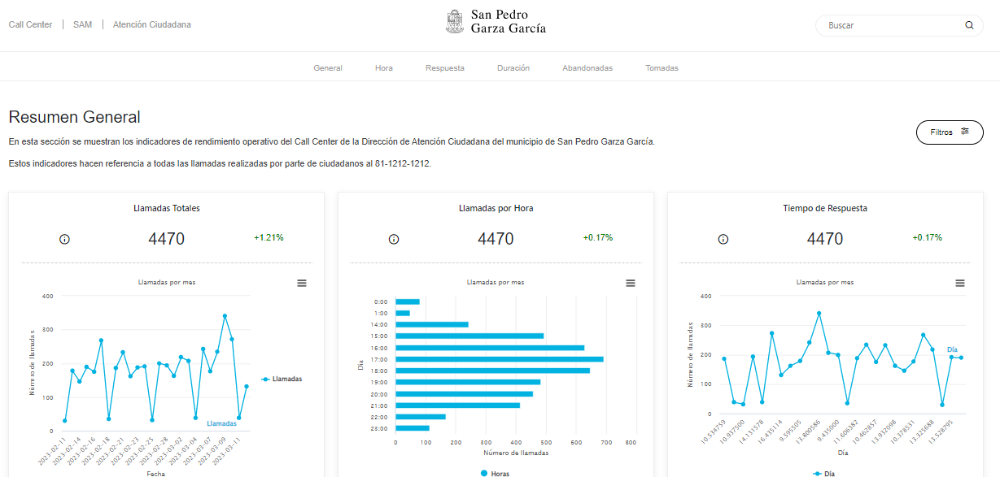 Call Center
SAM
Atención Ciudadana
San Pedro
Garza García
Buscar
General
Hora
Respuesta
Duración
Abandonadas
Tomadas
Resumen General
En esta sección se muestran los indicadores de rendimiento operativo del Call Center de la Dirección de Atención Ciudadana del municipio de San Pedro Garza García.
Filtros
Estos indicadores hacen referencia a todas las llamadas realizadas por parte de ciudadanos al 81-1212-1212.
Llamadas Totales
4470
+1.21%
Llamadas por mes
Número de llamadas
400
300
200
100
0
Llamadas
Llamadas
2023-02-11
2023-02-14
2023-02-16
2023-02-18
2023-02-21
2023-02-23
2023-02-25
2023-02-28
2023-03-02
2023-03-04
2023-03-07
2023-03-09
2023-03-11
Fecha
Llamadas por Hora
4470
+0.17%
Llamadas por mes
Día
0:00
1:00
14:00
15:00
16:00
17:00
18:00
19:00
20:00
21:00
22:00
23:00
0
100
200
300
400
500
600
700
800
Número de llamadas
Horas
Tiempo de Respuesta
4470
+0.17%
Llamadas por mes
Número de llamadas
400
300
200
100
0
Día
10.534759
10.937500
14.131578
16.435114
9.595505
13.800586
9.435000
11.606382
10.462857
13.932098
10.378531
13.325688
13.528795
Día
Día